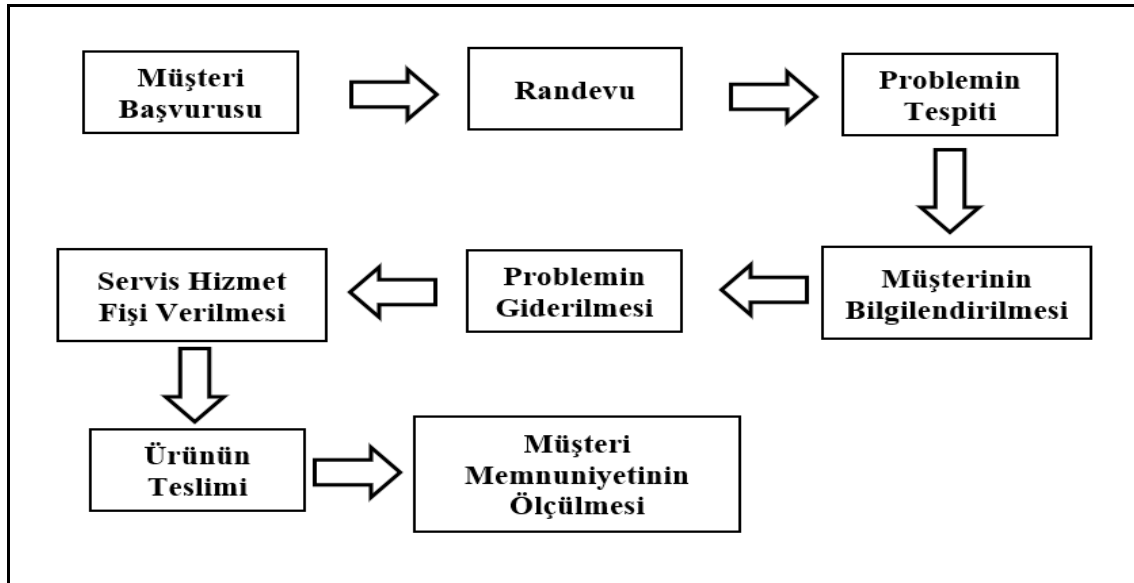 Müşteri
Başvurusu
Randevu
Problemin
Tespiti
Müşterinin
Bilgilendirilmesi
Problemin
Giderilmesi
Servis Hizmet
Fişi Verilmesi
Ürünün
Teslimi
Müşteri
Memnuniyetinin
Ölçülmesi